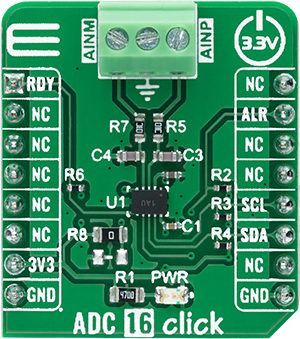 AINM AINP
3.3V
RDY NC
NC ALR
R7 R5
NC NC
C4 C3
NC R6 R2 NC
U1 1AU
NC R3 SCL
C1
NC R8 R4 SDA
3V3 NC
R1 PWR
GND 4700 GND
ADC 16 click